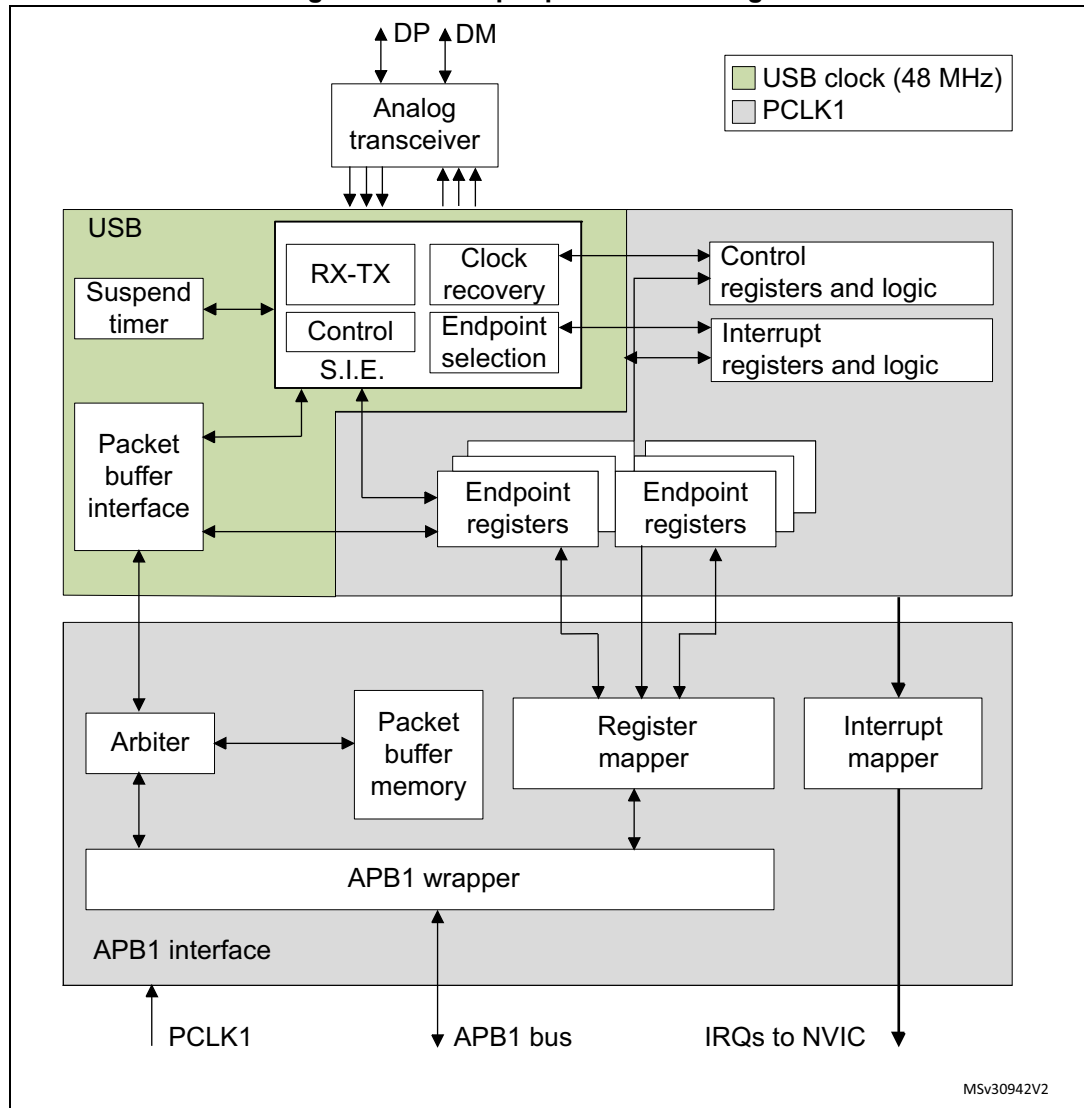 DP DM
Analog
transceiver
USB clock (48 MHz)
PCLK1
USB
Suspend
timer
RX-TX
Control
S.I.E.
Clock
recovery
Endpoint
selection
Control
registers and logic
Interrupt
registers and logic
Packet
buffer
interface
Endpoint
registers
Endpoint
registers
Arbiter
Packet
buffer
memory
Register
mapper
Interrupt
mapper
APB1 wrapper
APB1 interface
PCLK1
APB1 bus
IRQs to NVIC
MSv30942V2